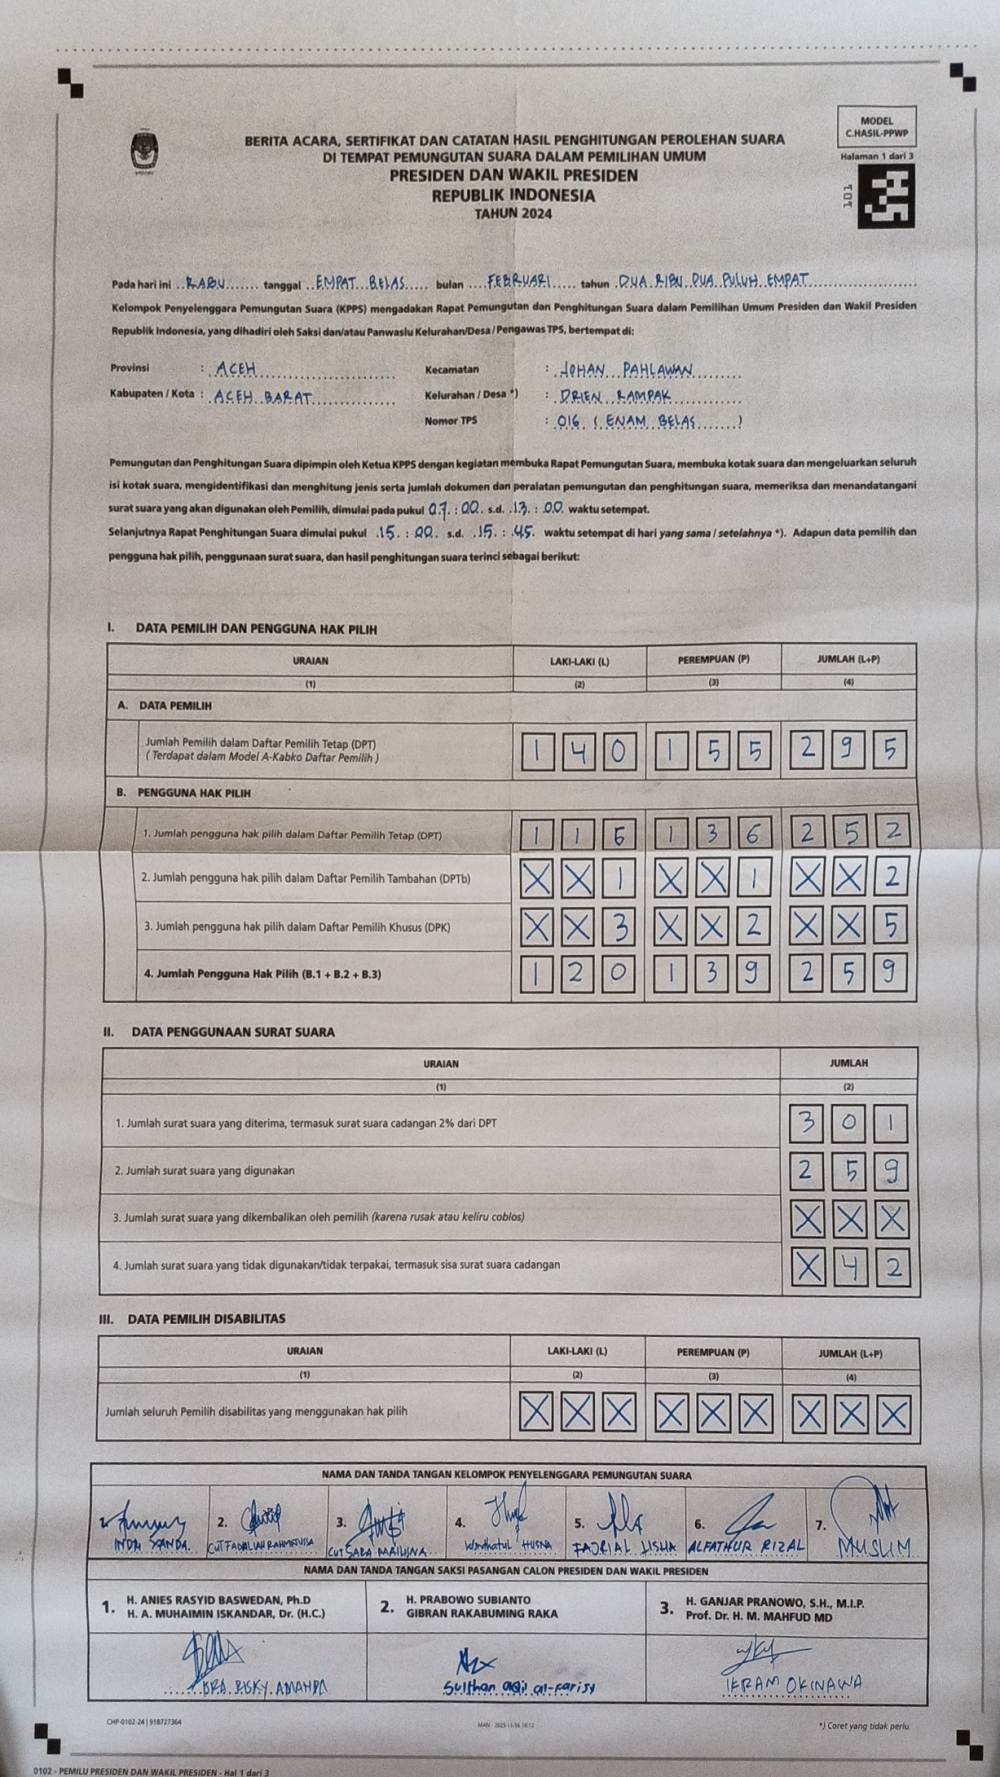 MODEL
C.HASIL-PPWP
Halaman 1 dari 3
101
BERITA ACARA, SERTIFIKAT DAN CATATAN HASIL PENGHITUNGAN PEROLEHAN SUARA
DI TEMPAT PEMUNGUTAN SUARA DALAM PEMILIHAN UMUM
PRESIDEN DAN WAKIL PRESIDEN
REPUBLIK INDONESIA
TAHUN 2024
Pada hari ini RABU tanggal EMPAT BELAS bulan FEBRUARI tahun DUA RIBU DUA PULUH EMPAT
Kelompok Penyelenggara Pemungutan Suara (KPPS) mengadakan Rapat Pemungutan dan Penghitungan Suara dalam Pemilihan Umum Presiden dan Wakil Presiden
Republik Indonesia, yang dihadiri oleh Saksi dan/atau Panwaslu Kelurahan/Desa/Pengawas TPS, bertempat di:
Provinsi : ACEH Kecamatan : JOHAN PAHLAWAN
Kabupaten / Kota : ACEH BARAT Kelurahan / Desa *) : DRIEN RAMPAK
Nomor TPS : 016 ( ENAM BELAS )
Pemungutan dan Penghitungan Suara dipimpin oleh Ketua KPPS dengan kegiatan membuka Rapat Pemungutan Suara, membuka kotak suara dan mengeluarkan seluruh
isi kotak suara, mengidentifikasi dan menghitung jenis serta jumlah dokumen dan peralatan pemungutan dan penghitungan suara, memeriksa dan menandatangani
surat suara yang akan digunakan oleh Pemilih, dimulai pada pukul 07 : 00 s.d. 13 : 00 waktu setempat.
Selanjutnya Rapat Penghitungan Suara dimulai pukul 15 : 00 s.d. 15 : 45 waktu setempat di hari yang sama / setelahnya *). Adapun data pemilih dan
pengguna hak pilih, penggunaan surat suara, dan hasil penghitungan suara terinci sebagai berikut:
I. DATA PEMILIH DAN PENGGUNA HAK PILIH
URAIAN LAKI-LAKI (L) PEREMPUAN (P) JUMLAH (L+P)
(1) (2) (3) (4)
A. DATA PEMILIH
Jumlah Pemilih dalam Daftar Pemilih Tetap (DPT) 1 4 0 1 5 5 2 9 5
( Terdapat dalam Model A-Kabko Daftar Pemilih )
B. PENGGUNA HAK PILIH
1. Jumlah pengguna hak pilih dalam Daftar Pemilih Tetap (DPT) 1 1 6 1 3 6 2 5 2
2. Jumlah pengguna hak pilih dalam Daftar Pemilih Tambahan (DPTb) X X 1 X X 1 X X 2
3. Jumlah pengguna hak pilih dalam Daftar Pemilih Khusus (DPK) X X 3 X X 2 X X 5
4. Jumlah Pengguna Hak Pilih (B.1 + B.2 + B.3) 1 2 0 1 3 9 2 5 9
II. DATA PENGGUNAAN SURAT SUARA
URAIAN JUMLAH
(1) (2)
1. Jumlah surat suara yang diterima, termasuk surat suara cadangan 2% dari DPT 3 0 1
2. Jumlah surat suara yang digunakan 2 5 9
3. Jumlah surat suara yang dikembalikan oleh pemilih (karena rusak atau keliru coblos) X X X
4. Jumlah surat suara yang tidak digunakan/tidak terpakai, termasuk sisa surat suara cadangan X 4 2
III. DATA PEMILIH DISABILITAS
URAIAN LAKI-LAKI (L) PEREMPUAN (P) JUMLAH (L+P)
(1) (2) (3) (4)
Jumlah seluruh Pemilih disabilitas yang menggunakan hak pilih X X X X X X X X X
NAMA DAN TANDA TANGAN KELOMPOK PENYELENGGARA PEMUNGUTAN SUARA
1. 2. 3. 4. 5. 6. 7.
CUT HUSNA FAJRIAL ALFATHUR RIZAL MUSLIM
NAMA DAN TANDA TANGAN SAKSI PASANGAN CALON PRESIDEN DAN WAKIL PRESIDEN
1. H. ANIES RASYID BASWEDAN, Ph.D
H. A. MUHAIMIN ISKANDAR, Dr. (H.C.)
2. H. PRABOWO SUBIANTO
GIBRAN RAKABUMING RAKA
3. H. GANJAR PRANOWO, S.H., M.I.P.
Prof. Dr. H. M. MAHFUD MD
RISKY AMANDA Sulthan aqil al-farisy IKRAM OKINAWA
CHP-0102-24 | 918727364
*) Coret yang tidak perlu
0102 - PEMILU PRESIDEN DAN WAKIL PRESIDEN - Hal 1 dari 3